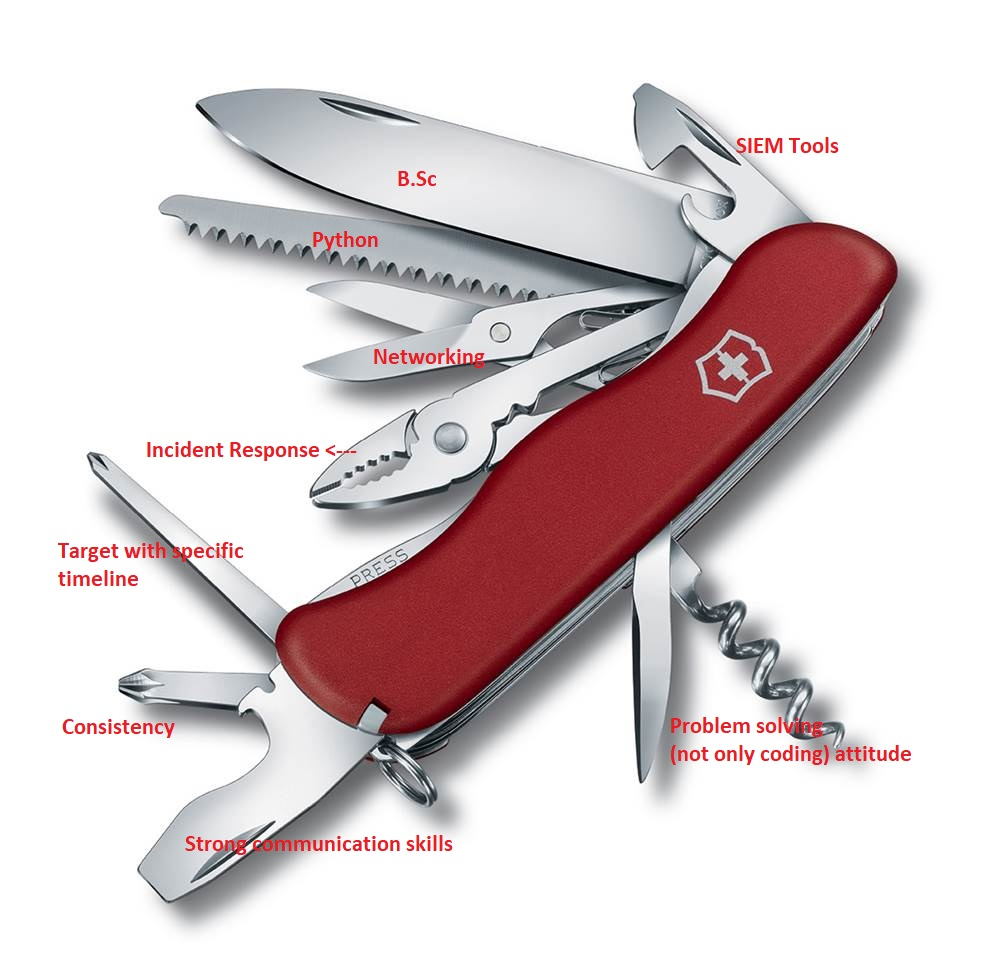 SIEM Tools
B.Sc
Python
Networking
Incident Response <---
PRESS
Target with specific
timeline
Consistency
Problem solving
(not only coding) attitude
Strong communication skills